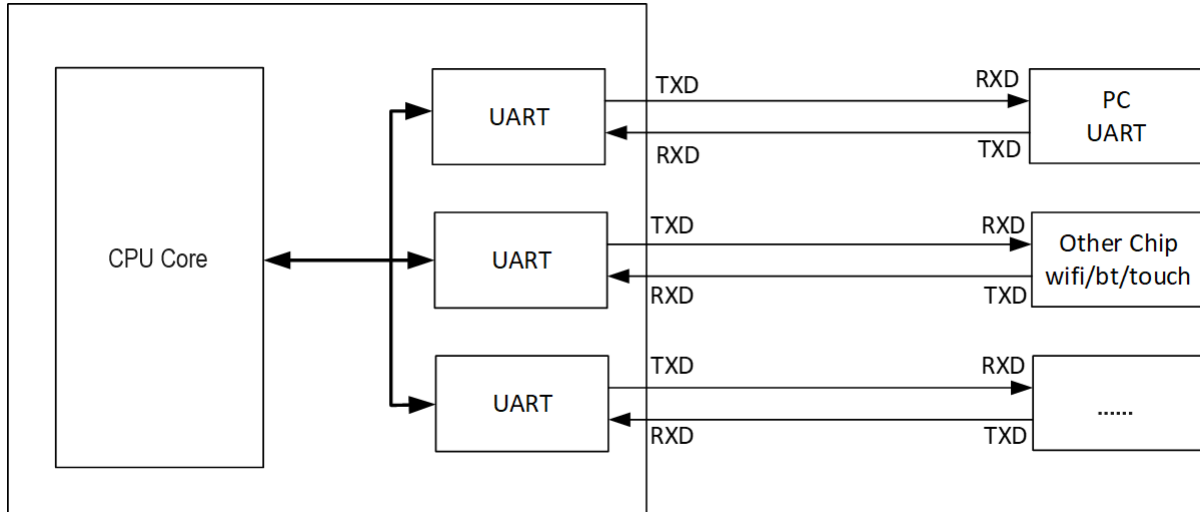 TXD
RXD
UART
PC
UART
RXD
TXD
CPU Core
TXD
RXD
UART
Other Chip
wifi/bt/touch
RXD
TXD
TXD
RXD
UART
......
RXD
TXD